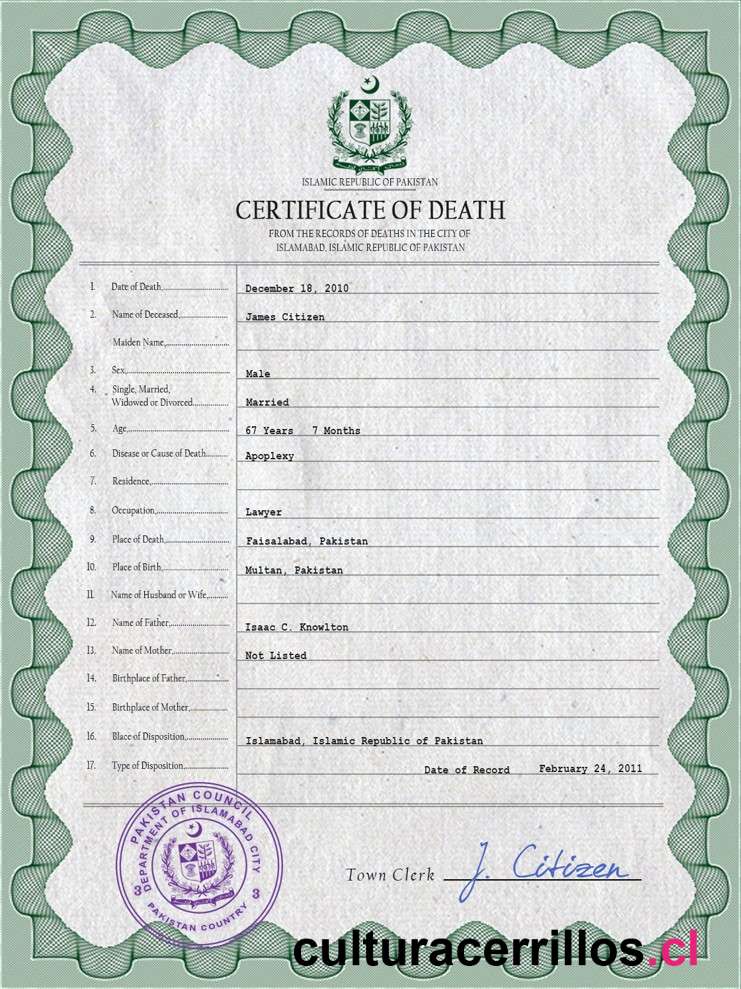 ISLAMIC REPUBLIC OF PAKISTAN
CERTIFICATE OF DEATH
FROM THE RECORDS OF DEATHS IN THE CITY OF
ISLAMABAD, ISLAMIC REPUBLIC OF PAKISTAN
1. Date of Death, December 18, 2010
2. Name of Deceased, James Citizen
Maiden Name,
3. Sex, Male
4. Single, Married,
Widowed or Divorced Married
5. Age, 67 Years 7 Months
6. Disease or Cause of Death Apoplexy
7. Residence,
8. Occupation, Lawyer
9. Place of Death, Faisalabad, Pakistan
10. Place of Birth, Multan, Pakistan
11. Name of Husband or Wife,
12. Name of Father, Isaac C. Knowlton
13. Name of Mother, Not Listed
14. Birthplace of Father,
15. Birthplace of Mother,
16. Blace of Disposition, Islamabad, Islamic Republic of Pakistan
17. Type of Disposition, Date of Record February 24, 2011
PAKISTAN COUNCIL
DEPARTMENT OF ISLAMABAD CITY
3 3
PAKISTAN COUNTRY
Town Clerk J. Citizen
culturacerrillos.cl